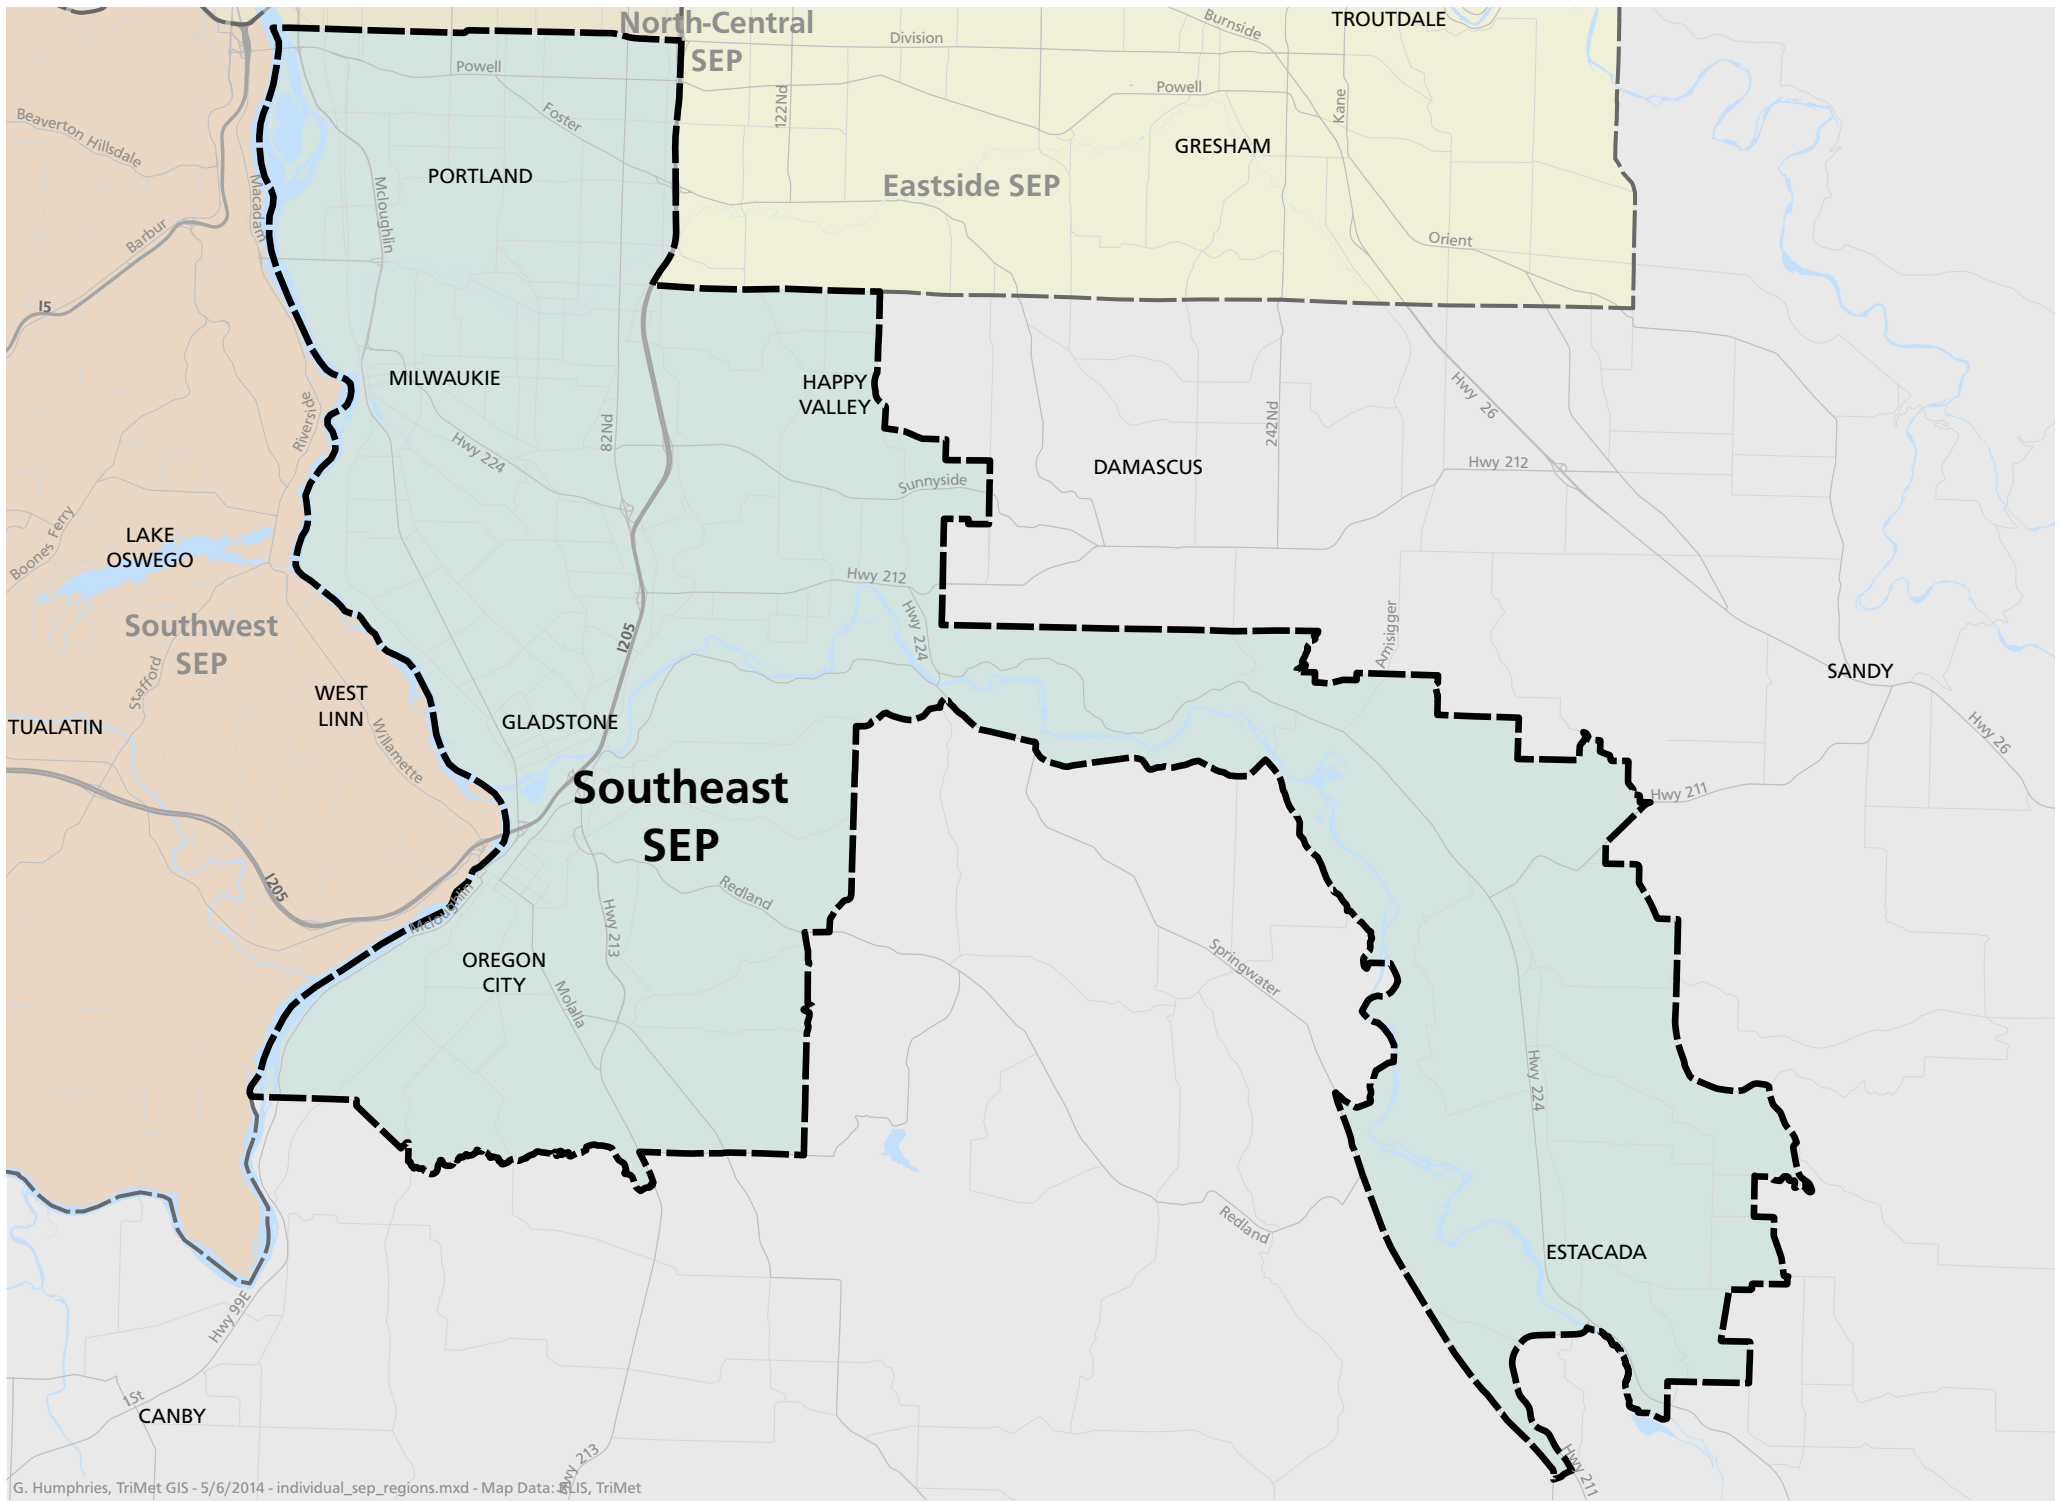 North-Central
SEP
TROUTDALE
Burnside
Division
Powell
Powell
Foster
122Nd
Kane
Beaverton Hillsdale
GRESHAM
PORTLAND
Eastside SEP
Macadam
Mcloughlin
Barbur
Orient
I5
MILWAUKIE
HAPPY
VALLEY
Hwy 26
Riverside
82Nd
242Nd
Hwy 224
DAMASCUS
Hwy 212
Sunnyside
Boones Ferry
LAKE
OSWEGO
Hwy 212
Hwy 224
Southwest
SEP
I205
Amisigger
Stafford
SANDY
WEST
LINN
TUALATIN
GLADSTONE
Willamette
Hwy 26
Southeast
SEP
Hwy 211
I205
Redland
Mcloughlin
Hwy 213
OREGON
CITY
Springwater
Molalla
Hwy 224
Redland
ESTACADA
Hwy 99E
1St
CANBY
Hwy 213
Hwy 211
G. Humphries, TriMet GIS - 5/6/2014 - individual_sep_regions.mxd - Map Data: RLIS, TriMet